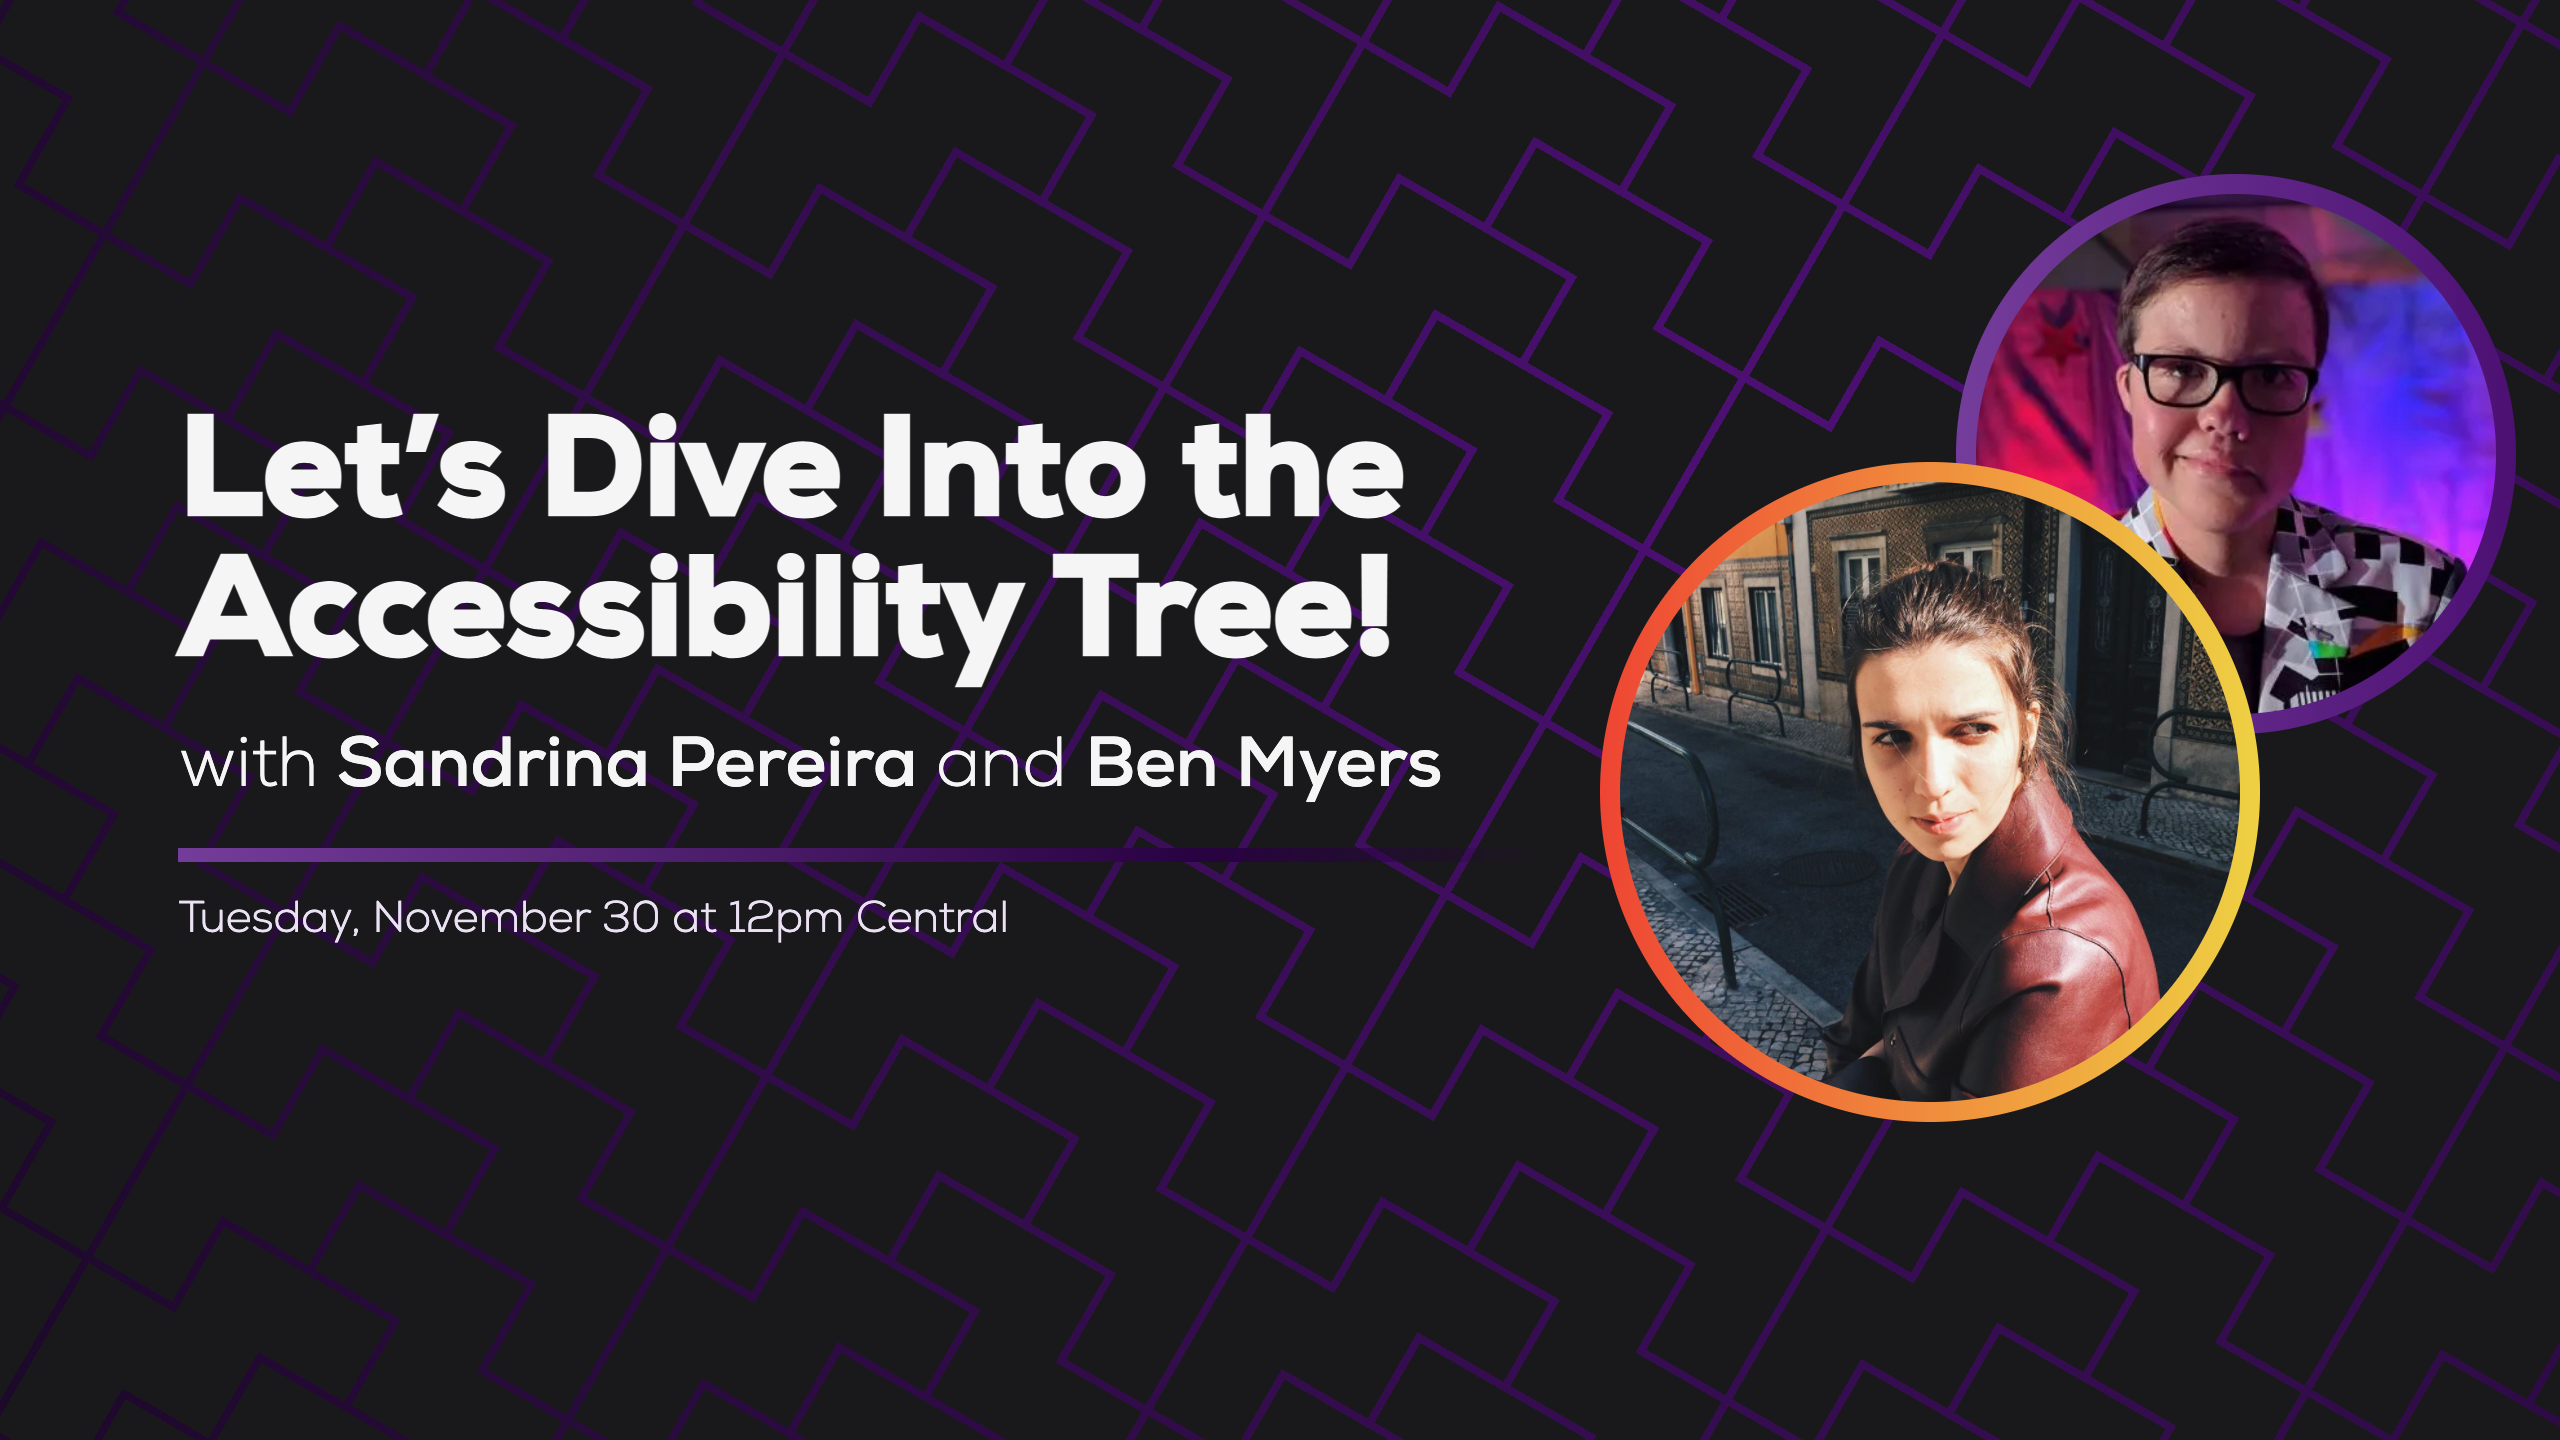 Let’s Dive Into the
Accessibility Tree!
with Sandrina Pereira and Ben Myers
Tuesday, November 30 at 12pm Central